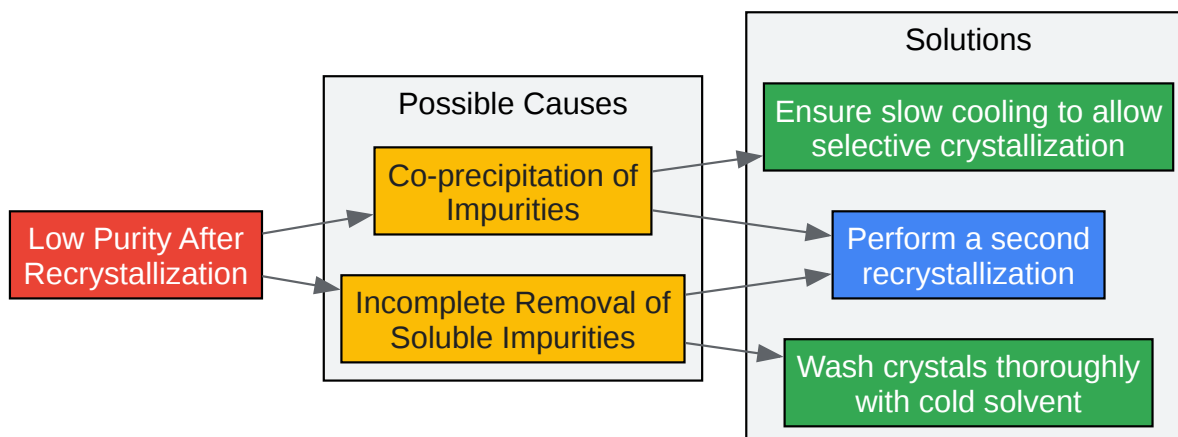 Low Purity After
Recrystallization
Possible Causes
Co-precipitation of
Impurities
Incomplete Removal of
Soluble Impurities
Solutions
Ensure slow cooling to allow
selective crystallization
Perform a second
recrystallization
Wash crystals thoroughly
with cold solvent